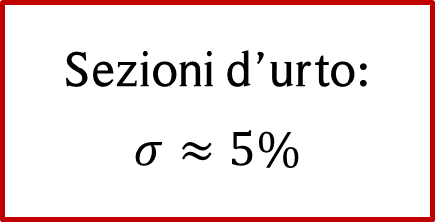 Sezioni d’urto:
σ ≈ 5%